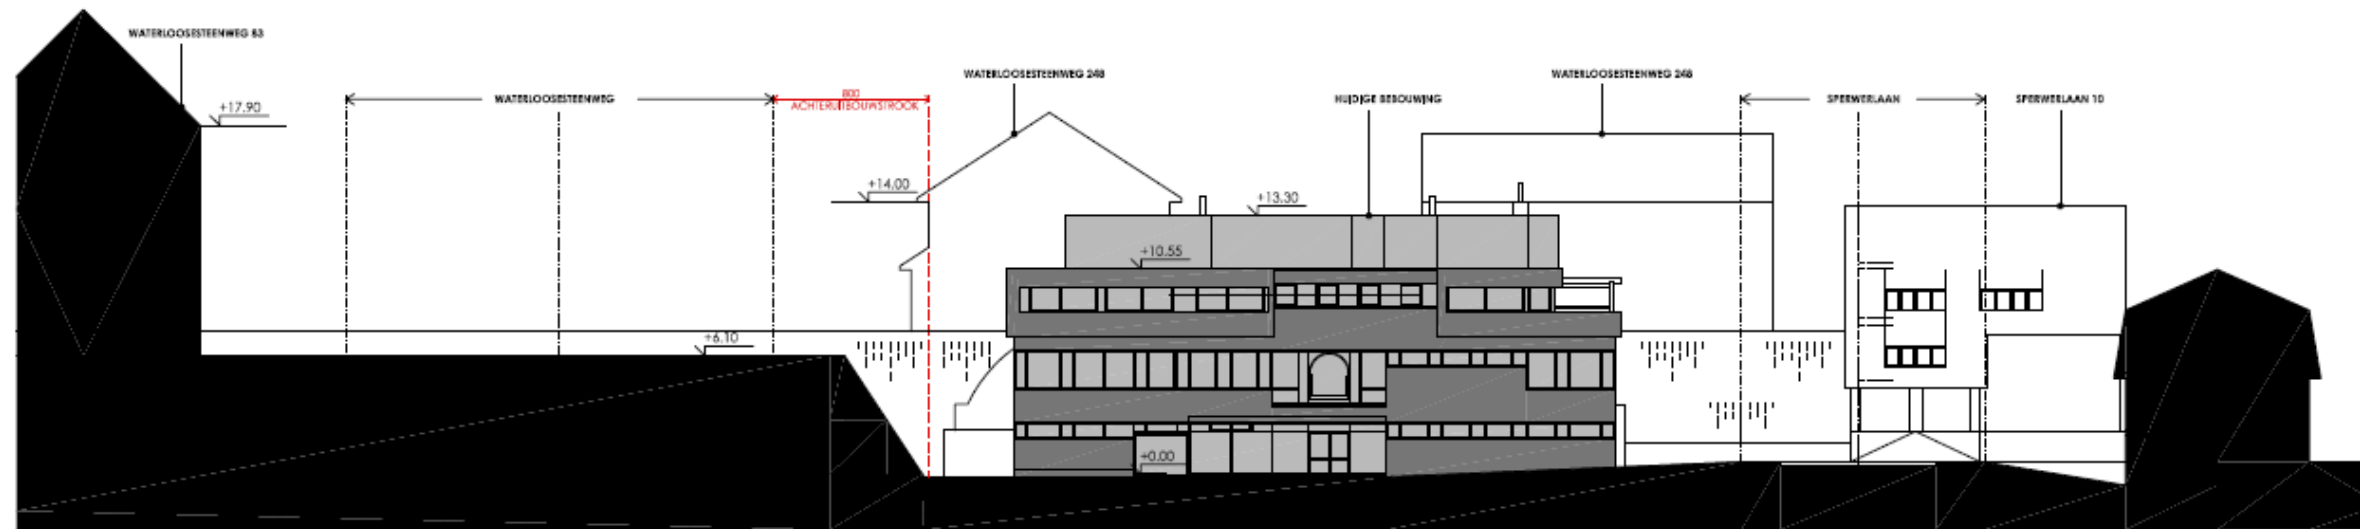 WATERLOOSESTEENWEG 83
WATERLOOSESTEENWEG 248
WATERLOOSESTEENWEG 248
800
WATERLOOSESTEENWEG
ACHTERUITBOUWSTROOK
HUIDIGE BEBOUWING
SPERWERLAAN
SPERWERLAAN 10
+17.90
+14.00
+13.30
+10.55
+6.10
+0.00